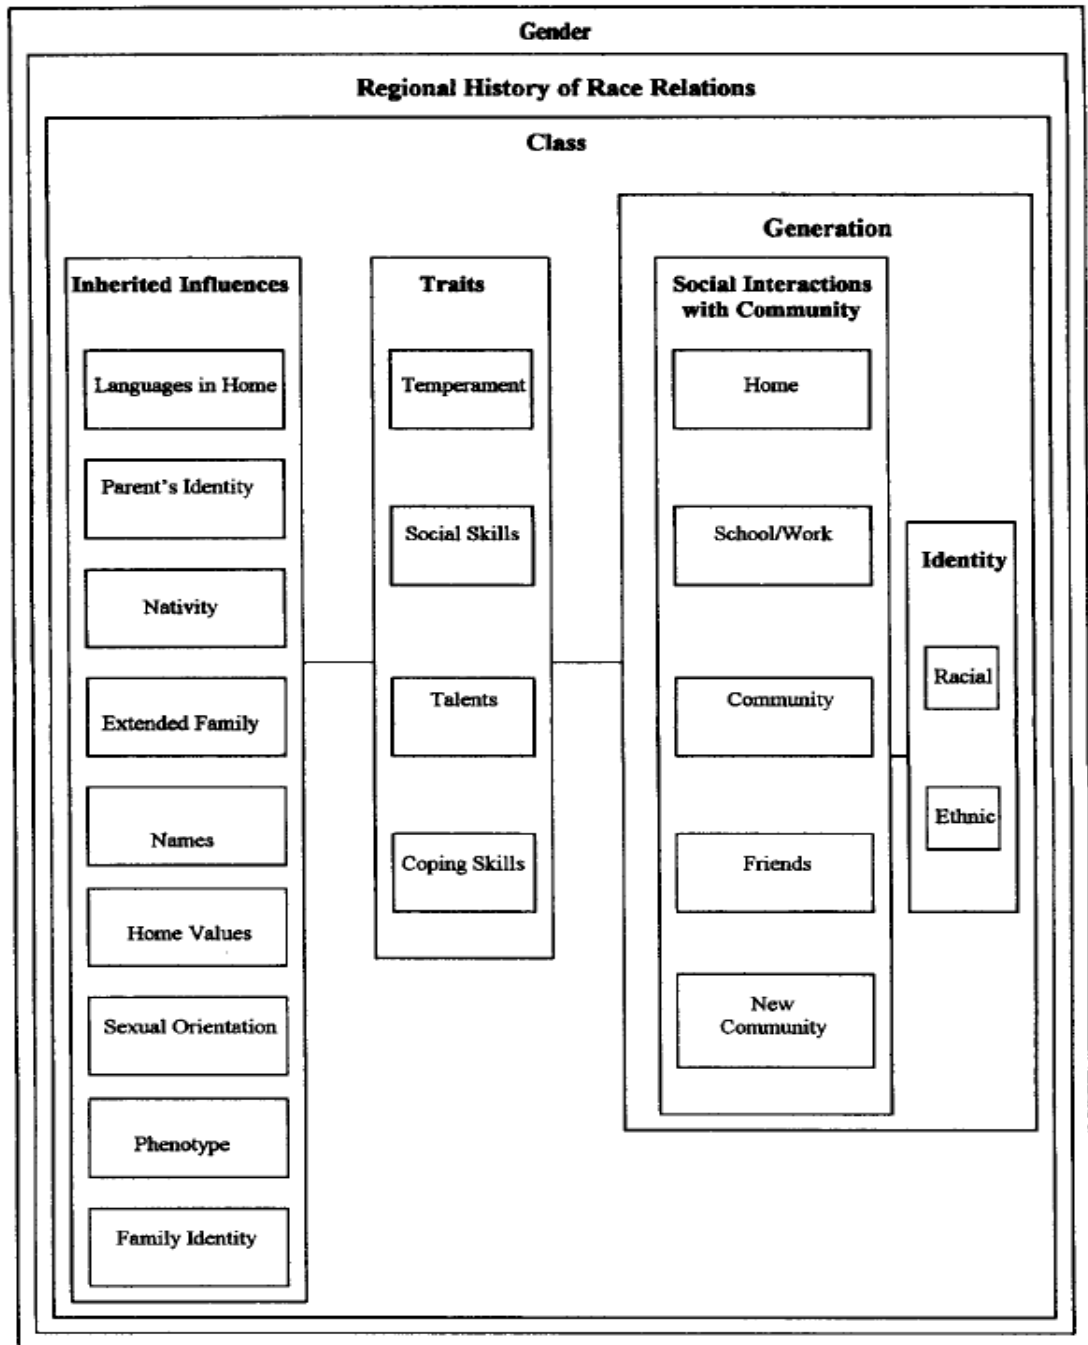 Gender
Regional History of Race Relations
Class
Generation
Inherited Influences
Languages in Home
Parent's Identity
Nativity
Extended Family
Names
Home Values
Sexual Orientation
Phenotype
Family Identity
Traits
Temperament
Social Skills
Talents
Coping Skills
Social Interactions
with Community
Home
School/Work
Community
Friends
New
Community
Identity
Racial
Ethnic